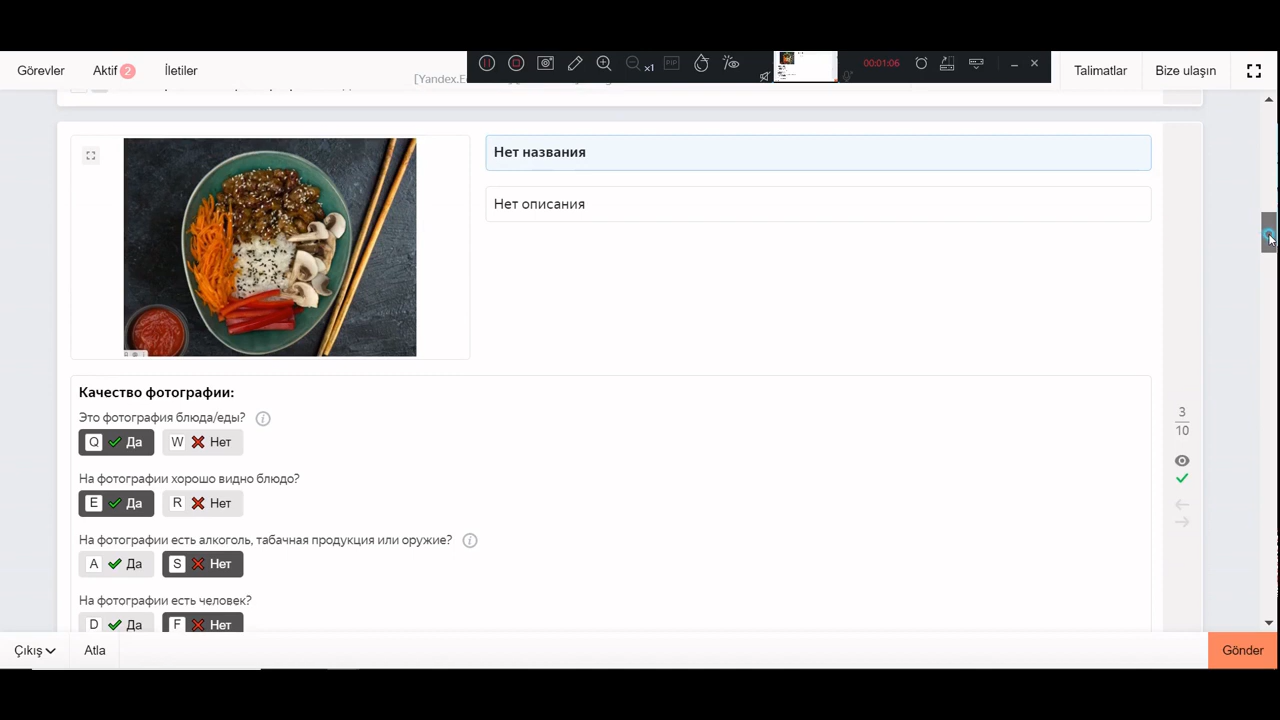 Görevler
Aktif 2
İletiler
[Yandex.E
x1
PIP
00:01:06
Talimatlar
Bize ulaşın
Нет названия
Нет описания
Качество фотографии:
Это фотография блюда/еды?
Q Да W Нет
На фотографии хорошо видно блюдо?
E Да R Нет
На фотографии есть алкоголь, табачная продукция или оружие?
A Да S Нет
На фотографии есть человек?
D Да F Нет
3
10
Çıkış
Atla
Gönder